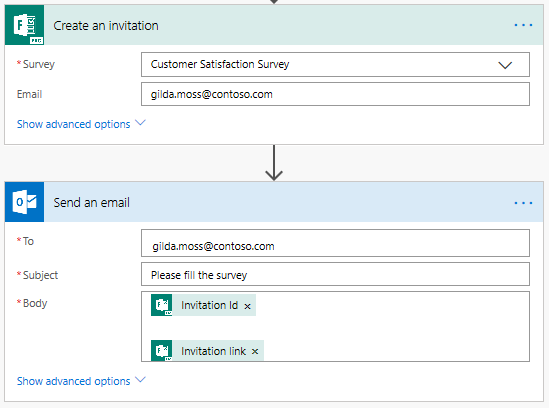 Create an invitation
* Survey
Customer Satisfaction Survey
Email
gilda.moss@contoso.com
Show advanced options
Send an email
* To
gilda.moss@contoso.com
* Subject
Please fill the survey
* Body
Invitation Id ×
Invitation link ×
Show advanced options